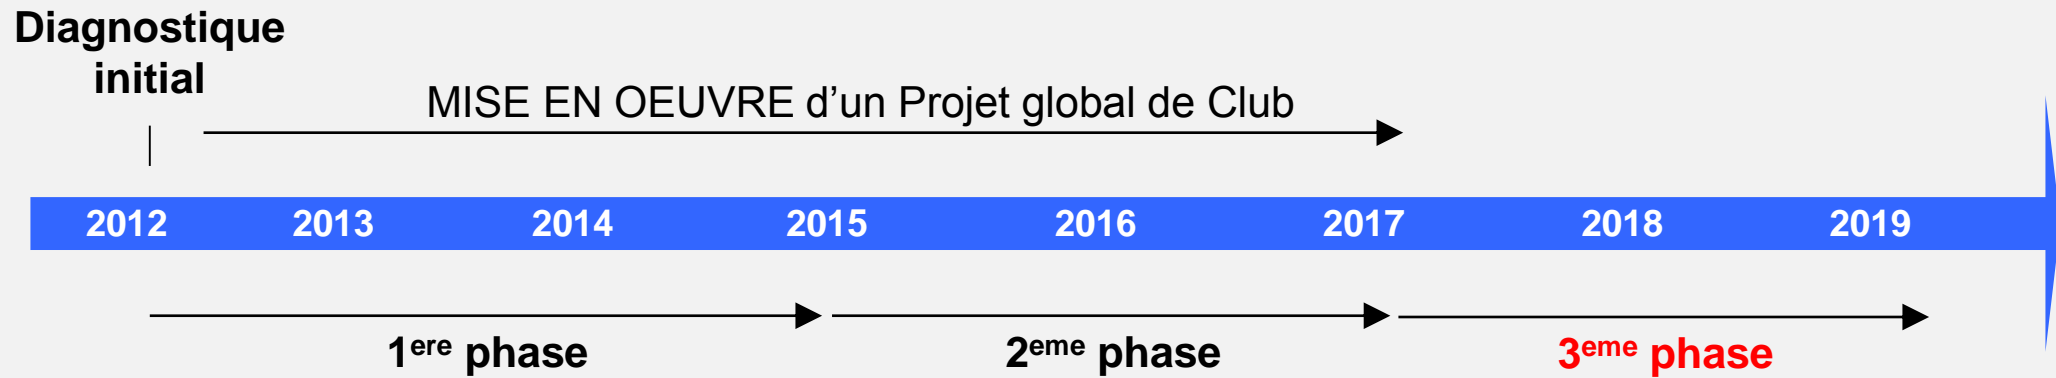 Diagnostique
initial
MISE EN OEUVRE d’un Projet global de Club
2012 2013 2014 2015 2016 2017 2018 2019
1ere phase 2eme phase 3eme phase